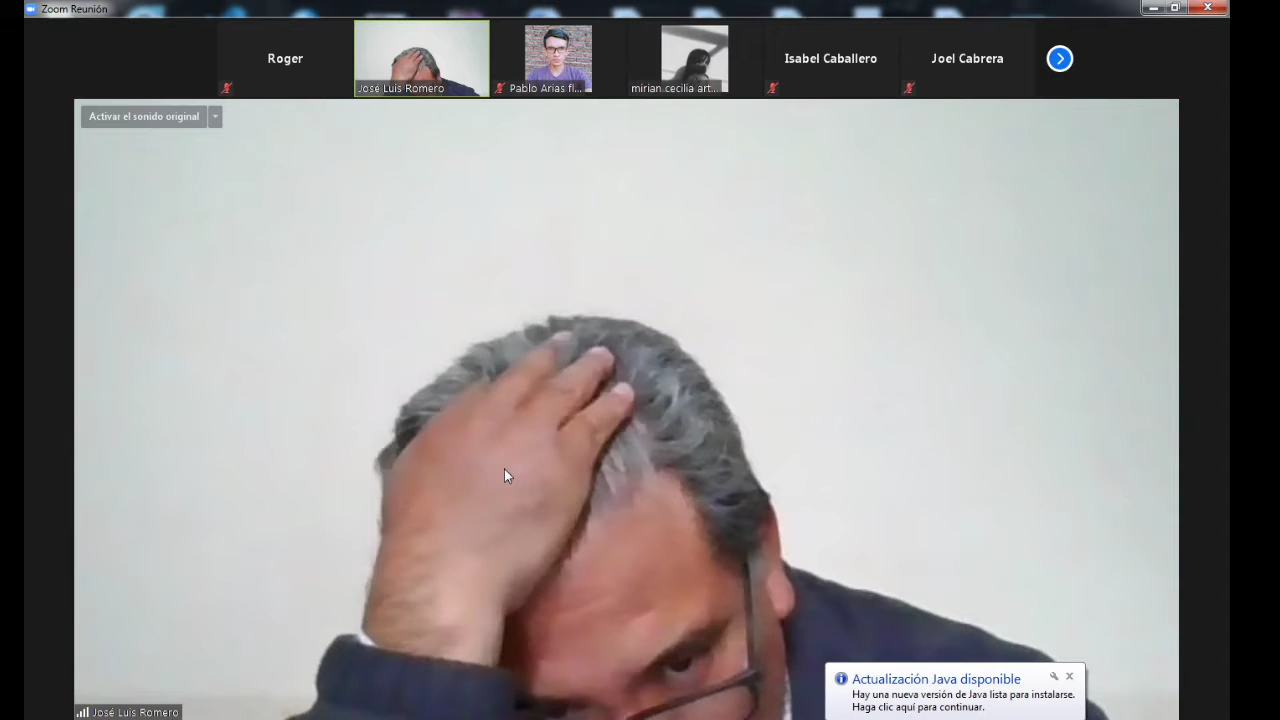 Zoom Reunión
Roger
José Luis Romero
Pablo Arias fl...
mirian cecilia art...
Isabel Caballero
Joel Cabrera
Activar el sonido original
Actualización Java disponible
Hay una nueva versión de Java lista para instalarse.
Haga clic aquí para continuar.
José Luis Romero